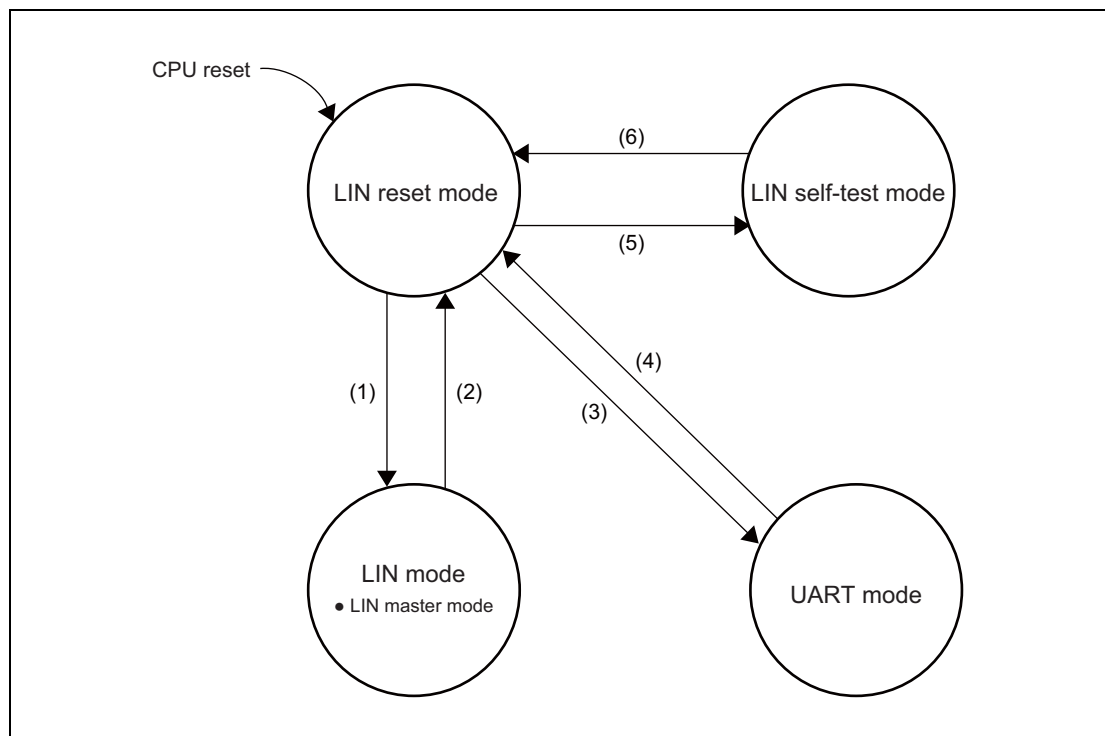 CPU reset
(6)
LIN reset mode
LIN self-test mode
(5)
(4)
(1)
(2)
(3)
LIN mode
● LIN master mode
UART mode